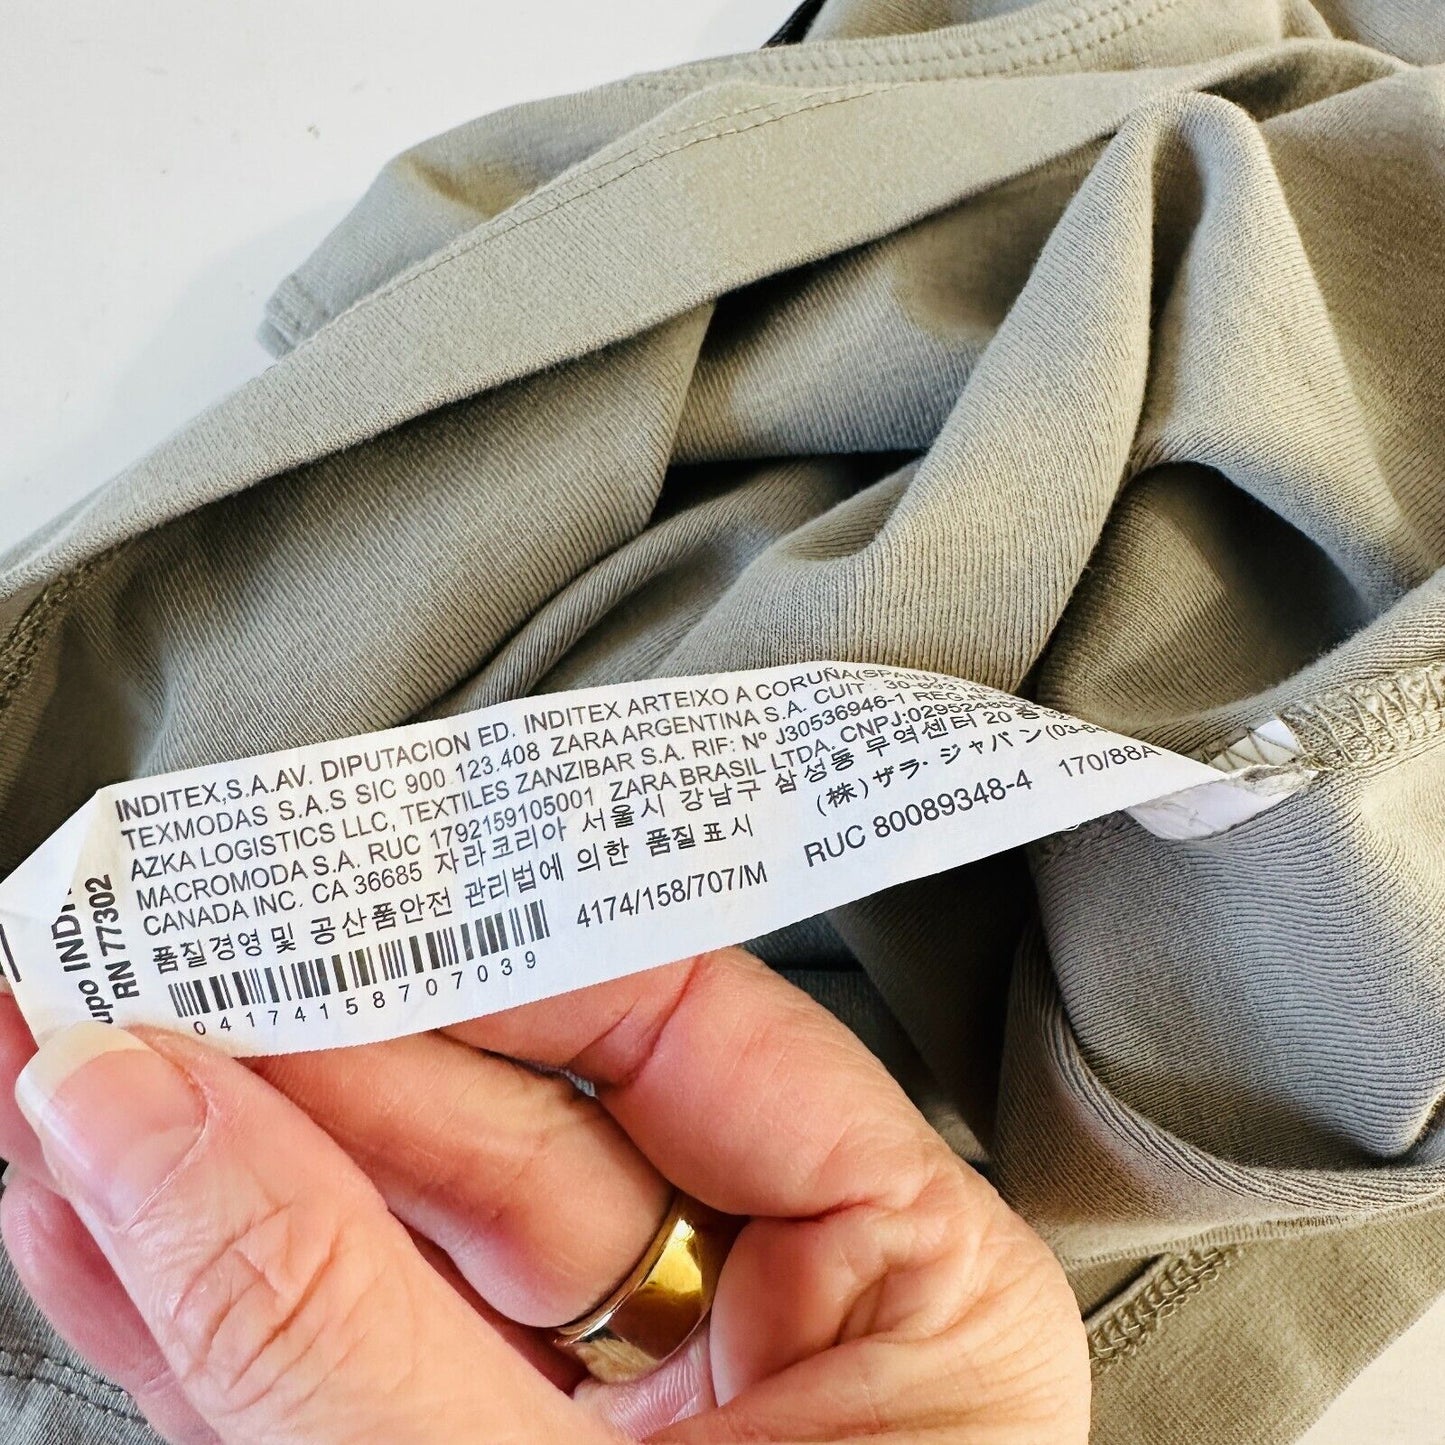 INDITEX,S.A.AV. DIPUTACION ED. INDITEX ARTEIXO A CORUÑA(SPAIN)
TEXMODAS S.A.S SIC 900.123.408 ZARA ARGENTINA S.A. CUIT:
AZKA LOGISTICS LLC, TEXTILES ZANZIBAR S.A. RIF: Nº J30536946-1
MACROMODA S.A. RUC 1792159105001 ZARA BRASIL LTDA. CNPJ:
CANADA INC. CA 36685 자라코리아 서울시 강남구 삼성동 무역센터
품질경영 및 공산품안전 관리법에 의한 품질표시 (株)ザラ・ジャパン
4174/158/707/M RUC 80089348-4 170/88A
04174158707039
RN 77302